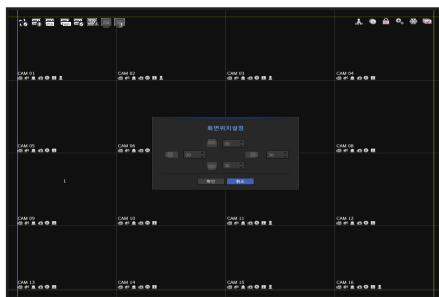 CAM 01
CAM 02
CAM 03
CAM 04
CAM 05
CAM 06
CAM 08
화면위치설정
확인
취소
CAM 09
CAM 10
CAM 11
CAM 12
CAM 13
CAM 14
CAM 15
CAM 16